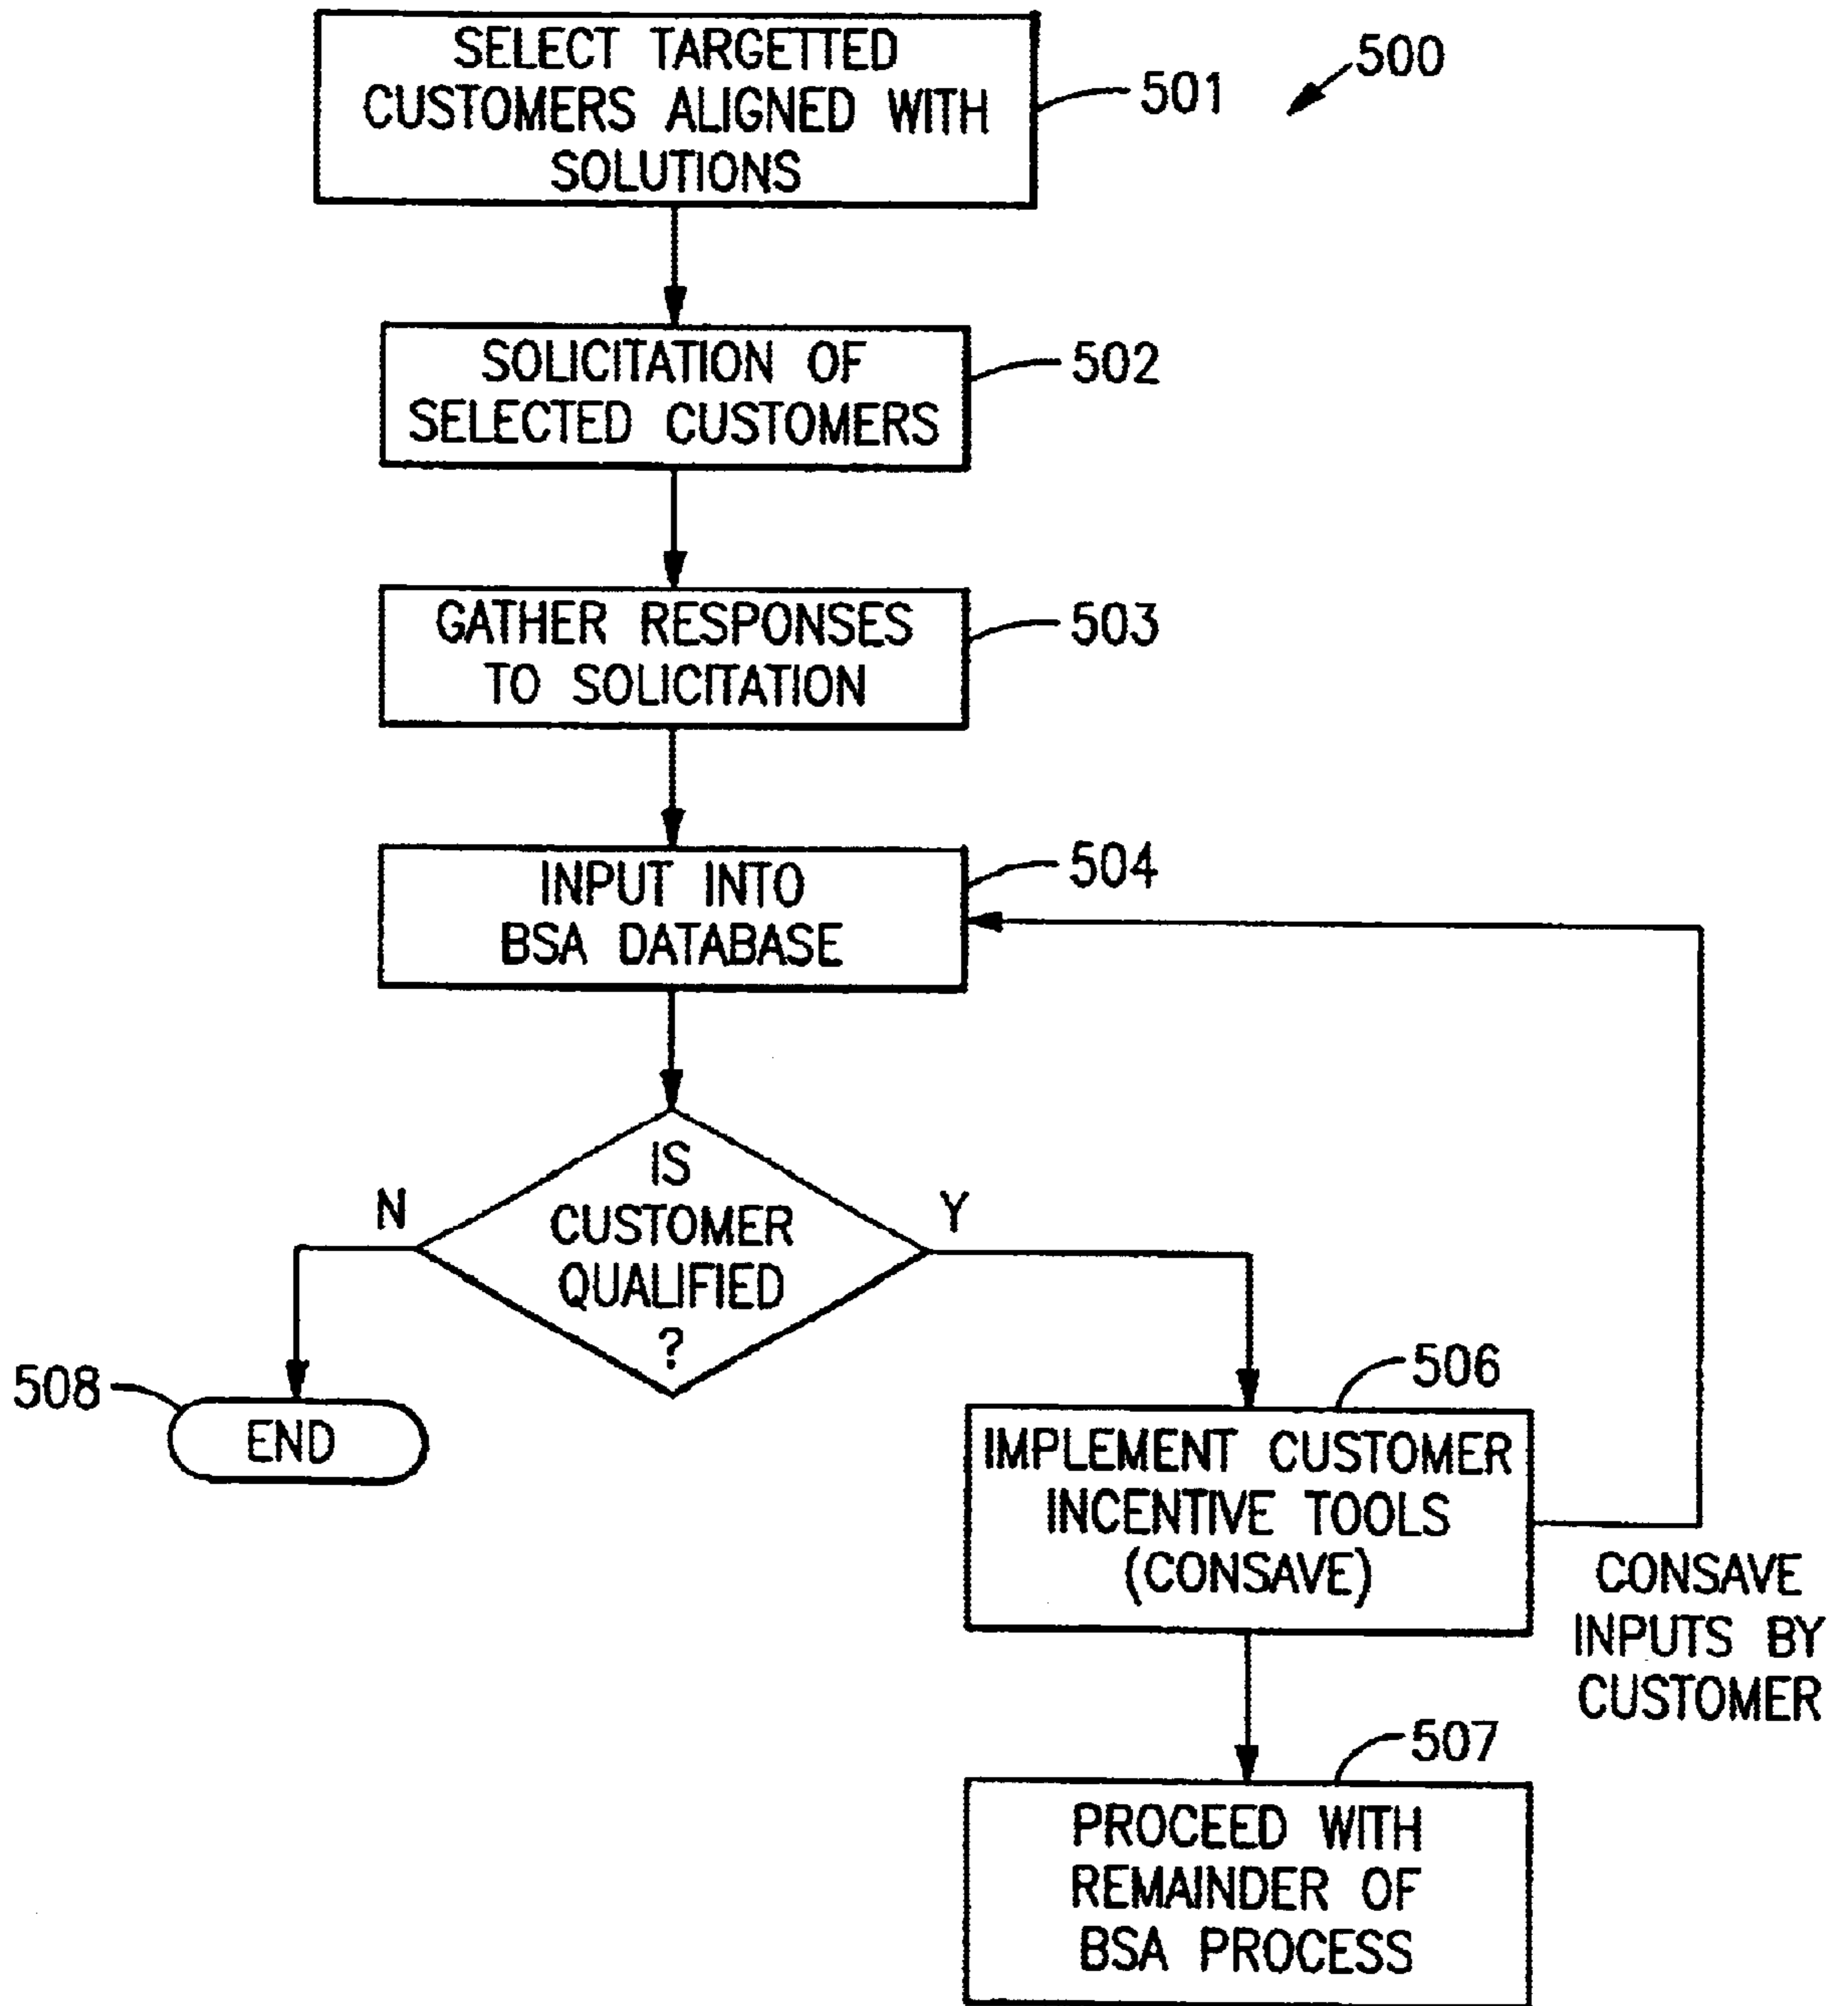 SELECT TARGETTED
CUSTOMERS ALIGNED WITH
SOLUTIONS
501
500
SOLICITATION OF
SELECTED CUSTOMERS
502
GATHER RESPONSES
TO SOLICITATION
503
INPUT INTO
BSA DATABASE
504
IS
CUSTOMER
QUALIFIED
?
N
Y
508
END
506
IMPLEMENT CUSTOMER
INCENTIVE TOOLS
(CONSAVE)
CONSAVE
INPUTS BY
CUSTOMER
507
PROCEED WITH
REMAINDER OF
BSA PROCESS